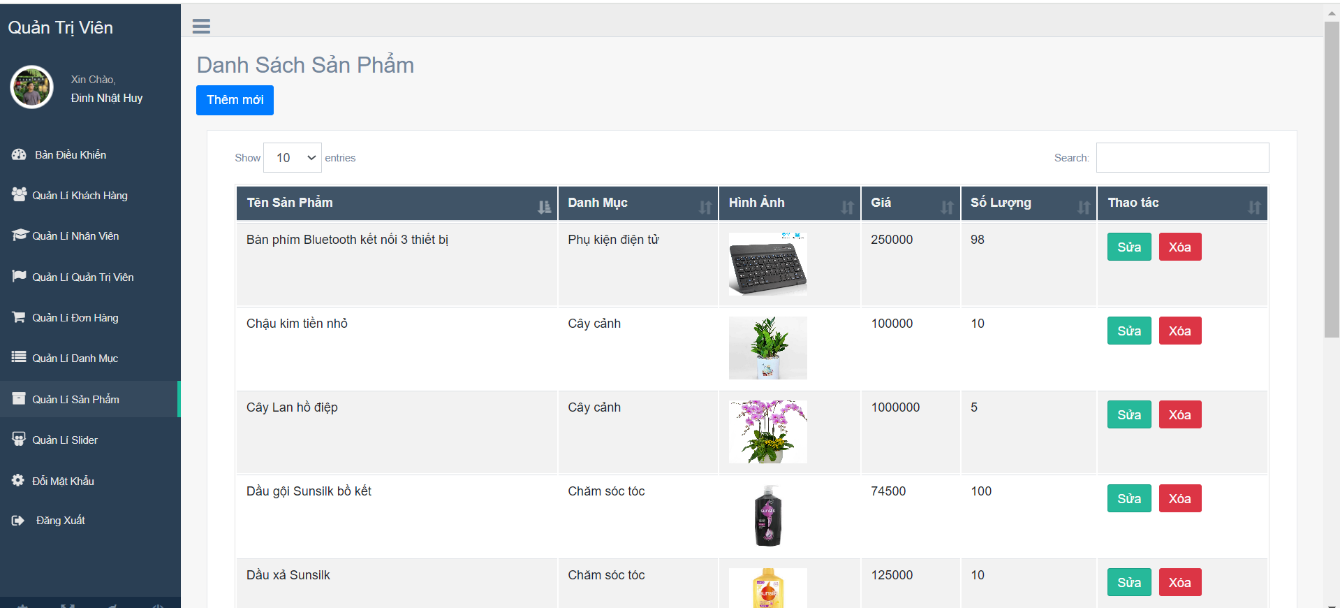 Quản Trị Viên
Xin Chào,
Đinh Nhật Huy
Bản Điều Khiển
Quản Lí Khách Hàng
Quản Lí Nhân Viên
Quản Lí Quản Trị Viên
Quản Lí Đơn Hàng
Quản Lí Danh Mục
Quản Lí Sản Phẩm
Quản Lí Slider
Đổi Mật Khẩu
Đăng Xuất
Danh Sách Sản Phẩm
Thêm mới
Show 10 entries Search:
Tên Sản Phẩm Danh Mục Hình Ảnh Giá Số Lượng Thao tác
Bàn phím Bluetooth kết nối 3 thiết bị Phụ kiện điện tử 250000 98 Sửa Xóa
Chậu kim tiền nhỏ Cây cảnh 100000 10 Sửa Xóa
Cây Lan hồ điệp Cây cảnh 1000000 5 Sửa Xóa
Dầu gội Sunsilk bồ kết Chăm sóc tóc 74500 100 Sửa Xóa
Dầu xả Sunsilk Chăm sóc tóc 125000 10 Sửa Xóa